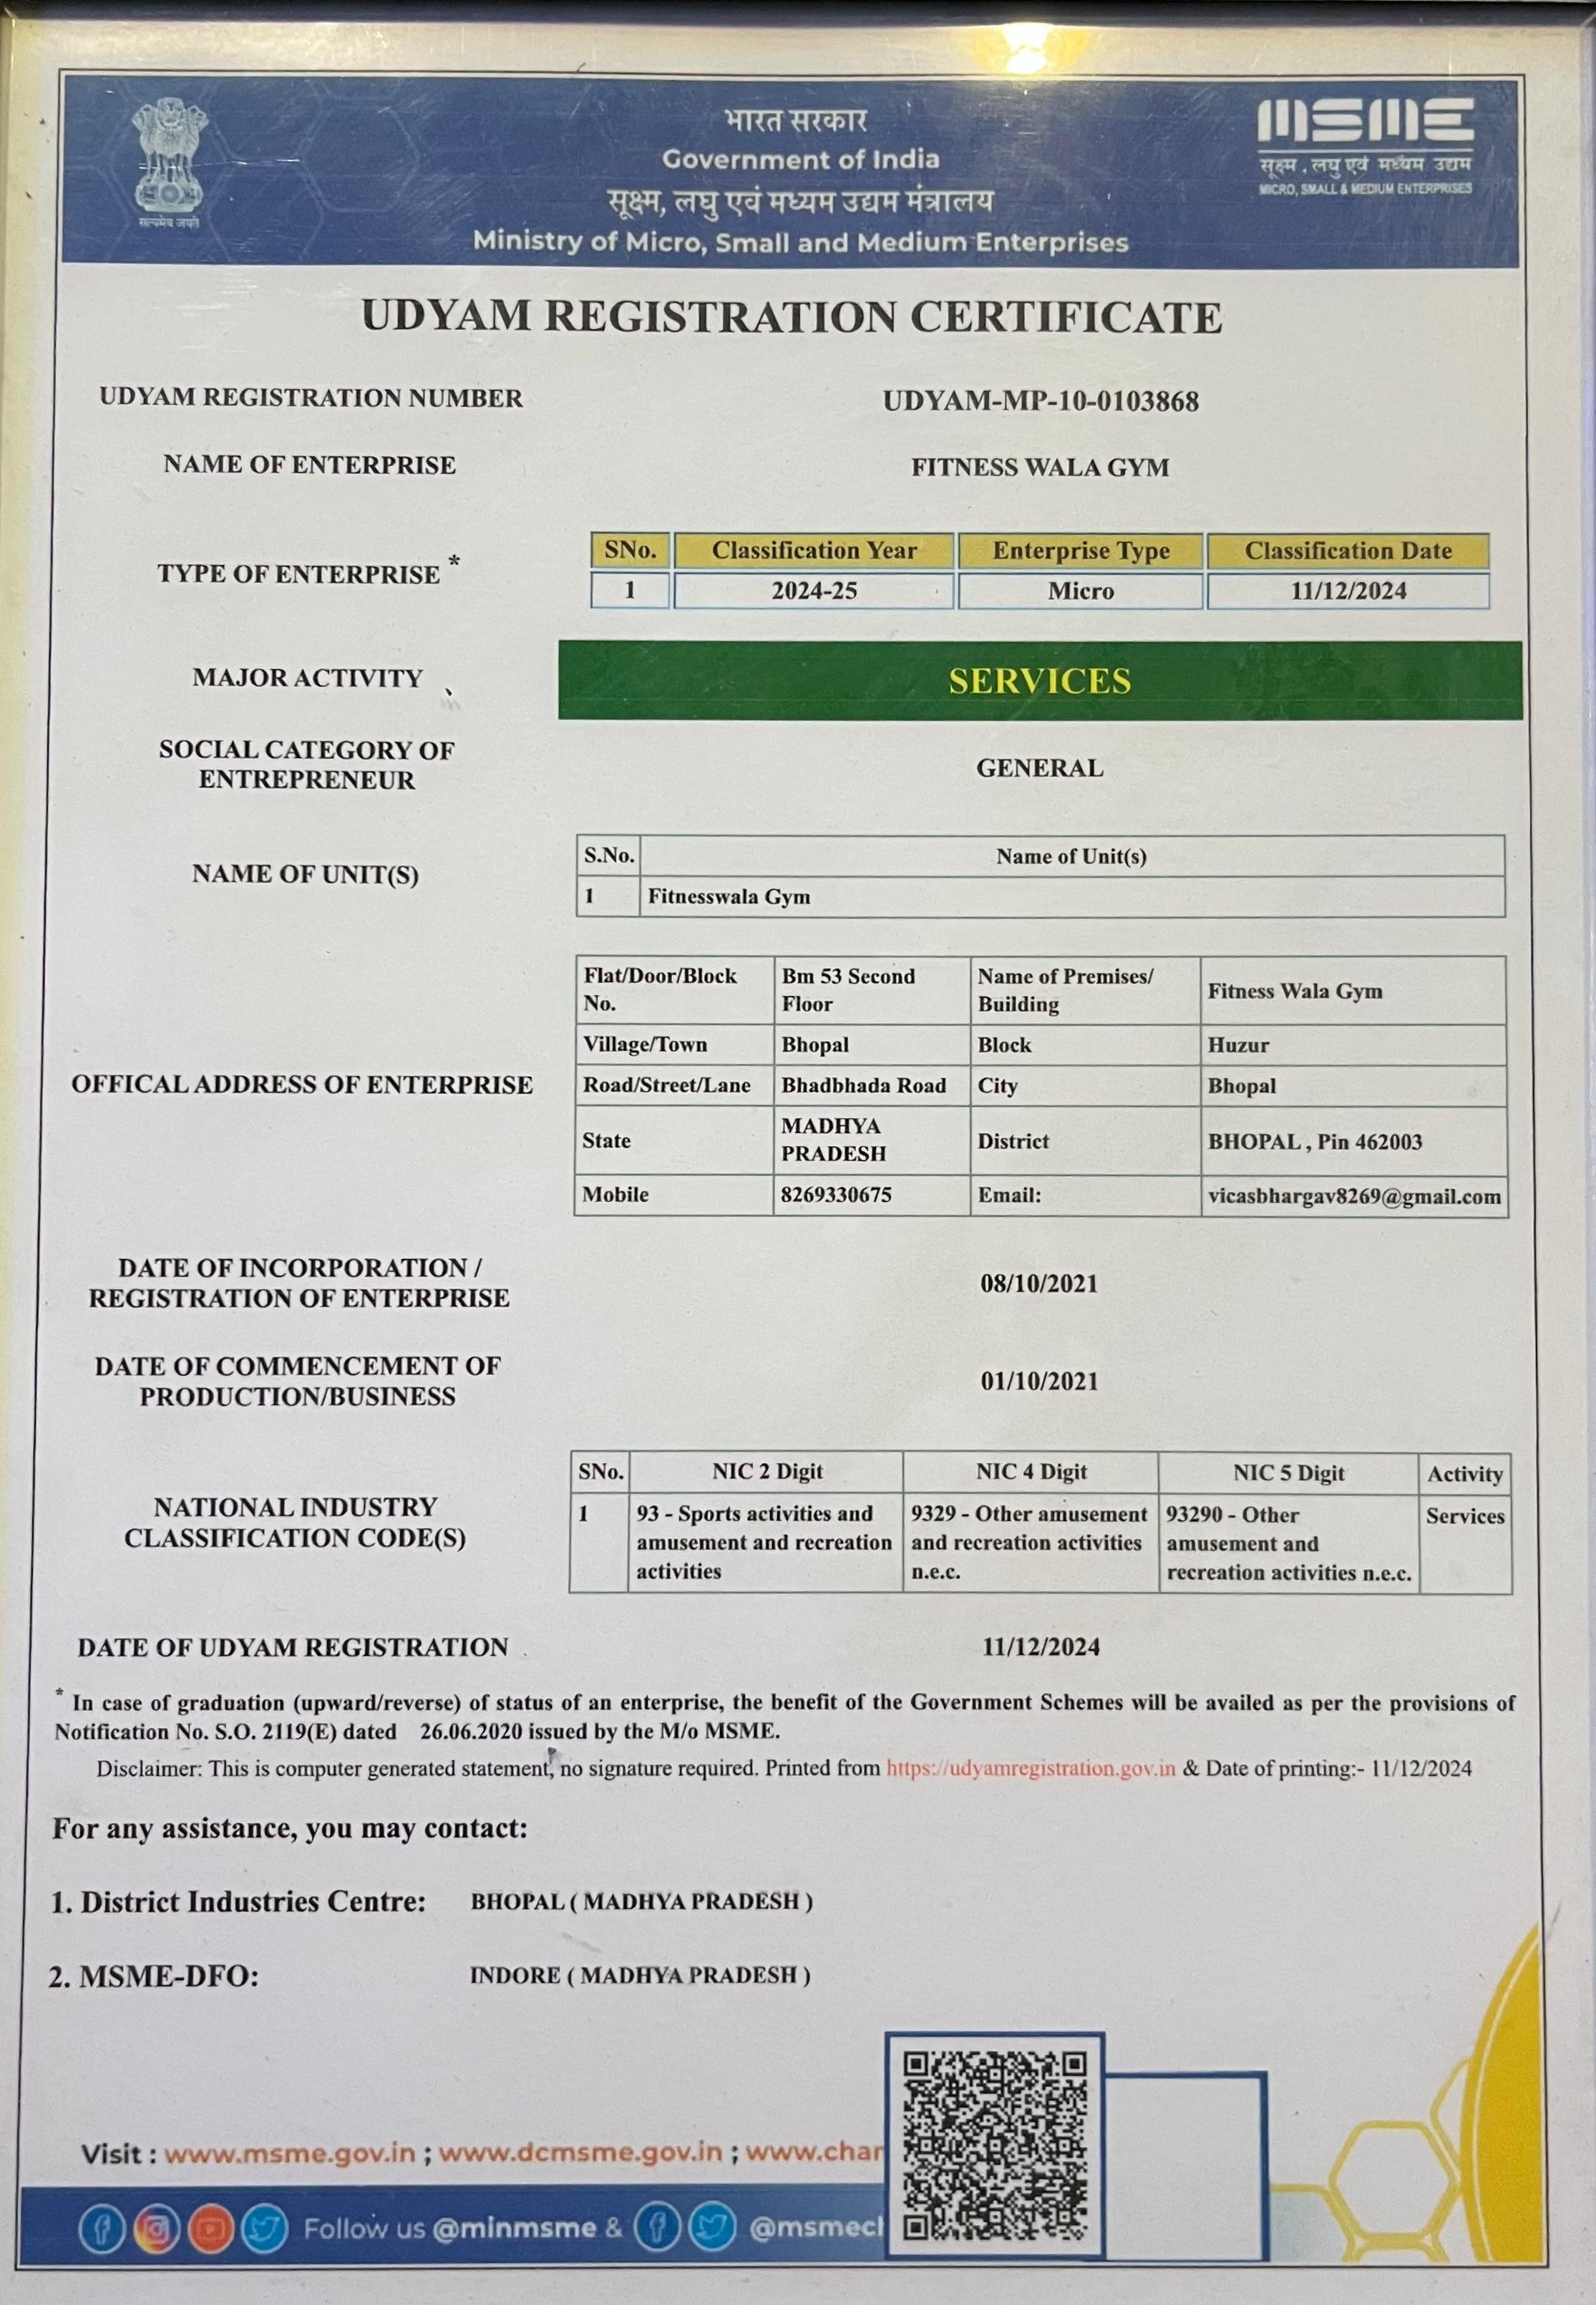 भारत सरकार
Government of India
सूक्ष्म, लघु एवं मध्यम उद्यम मंत्रालय
Ministry of Micro, Small and Medium Enterprises
सत्यमेव जयते
MSME
सूक्ष्म, लघु एवं मध्यम उद्यम
MICRO, SMALL & MEDIUM ENTERPRISES
UDYAM REGISTRATION CERTIFICATE
UDYAM REGISTRATION NUMBER UDYAM-MP-10-0103868
NAME OF ENTERPRISE FITNESS WALA GYM
TYPE OF ENTERPRISE *
SNo. Classification Year Enterprise Type Classification Date
1 2024-25 Micro 11/12/2024
MAJOR ACTIVITY SERVICES
SOCIAL CATEGORY OF
ENTREPRENEUR
GENERAL
NAME OF UNIT(S)
S.No. Name of Unit(s)
1 Fitnesswala Gym
OFFICAL ADDRESS OF ENTERPRISE
Flat/Door/Block
No.
Bm 53 Second
Floor
Name of Premises/
Building
Fitness Wala Gym
Village/Town Bhopal Block Huzur
Road/Street/Lane Bhadbhada Road City Bhopal
State
MADHYA
PRADESH
District BHOPAL , Pin 462003
Mobile 8269330675 Email: vicasbhargav8269@gmail.com
DATE OF INCORPORATION /
REGISTRATION OF ENTERPRISE
08/10/2021
DATE OF COMMENCEMENT OF
PRODUCTION/BUSINESS
01/10/2021
NATIONAL INDUSTRY
CLASSIFICATION CODE(S)
SNo. NIC 2 Digit NIC 4 Digit NIC 5 Digit Activity
1
93 - Sports activities and
amusement and recreation
activities
9329 - Other amusement
and recreation activities
n.e.c.
93290 - Other
amusement and
recreation activities n.e.c.
Services
DATE OF UDYAM REGISTRATION 11/12/2024
* In case of graduation (upward/reverse) of status of an enterprise, the benefit of the Government Schemes will be availed as per the provisions of
Notification No. S.O. 2119(E) dated 26.06.2020 issued by the M/o MSME.
Disclaimer: This is computer generated statement, no signature required. Printed from https://udyamregistration.gov.in & Date of printing:- 11/12/2024
For any assistance, you may contact:
1. District Industries Centre: BHOPAL ( MADHYA PRADESH )
2. MSME-DFO: INDORE ( MADHYA PRADESH )
Visit : www.msme.gov.in ; www.dcmsme.gov.in ; www.char
Follow us @minmsme & @msmecl